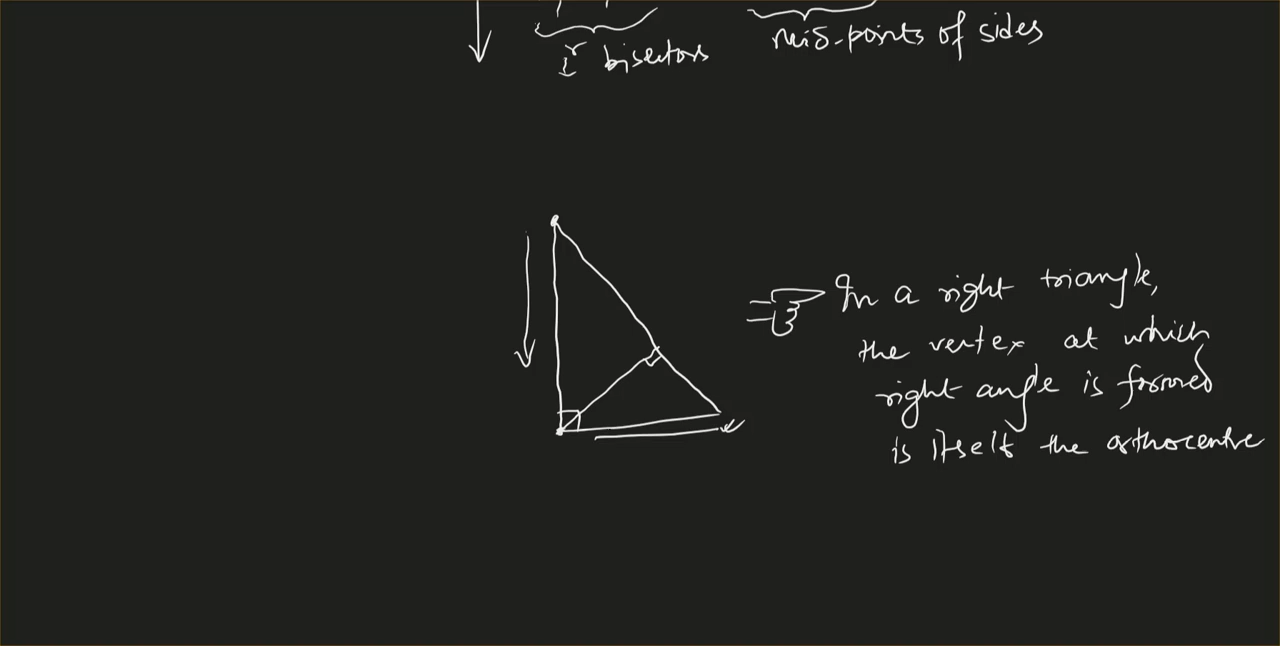 ⊥r bisectors
mid-points of sides
In a right triangle,
the vertex at which
right angle is formed
is itself the orthocentre